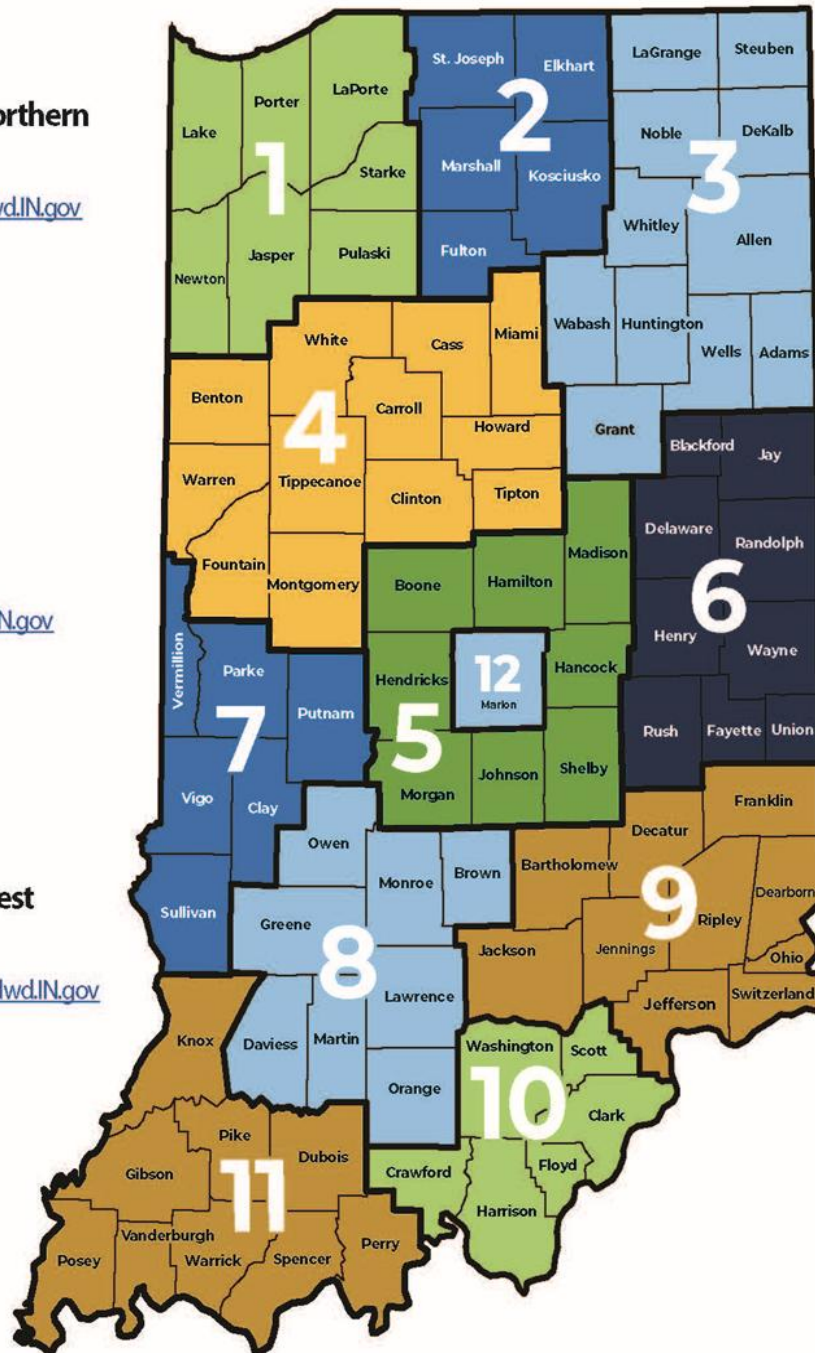 orthern
vd.IN.gov
N.gov
est
lwd.IN.gov
LaGrange
Steuben
St. Joseph
Elkhart
LaPorte
Porter
Lake
2
Noble
DeKalb
Marshall
Kosciusko
3
Starke
1
Whitley
Allen
Jasper
Pulaski
Fulton
Newton
Wabash
Huntington
Wells
Adams
White
Cass
Miami
Benton
Carroll
4
Howard
Grant
Blackford
Jay
Warren
Tippecanoe
Clinton
Tipton
Delaware
Randolph
Madison
Fountain
Montgomery
Boone
Hamilton
6
Henry
Wayne
Vermillion
Parke
Hendricks
12
Marion
Hancock
Putnam
7
5
Rush
Fayette
Union
Vigo
Clay
Morgan
Johnson
Shelby
Franklin
Owen
Decatur
Monroe
Brown
Bartholomew
Dearborn
Sullivan
Greene
9
Ripley
8
Jackson
Jennings
Ohio
Lawrence
Jefferson
Switzerland
Knox
Daviess
Martin
Washington
Scott
Orange
10
Clark
Pike
Dubois
Gibson
11
Crawford
Floyd
Harrison
Vanderburgh
Posey
Warrick
Spencer
Perry